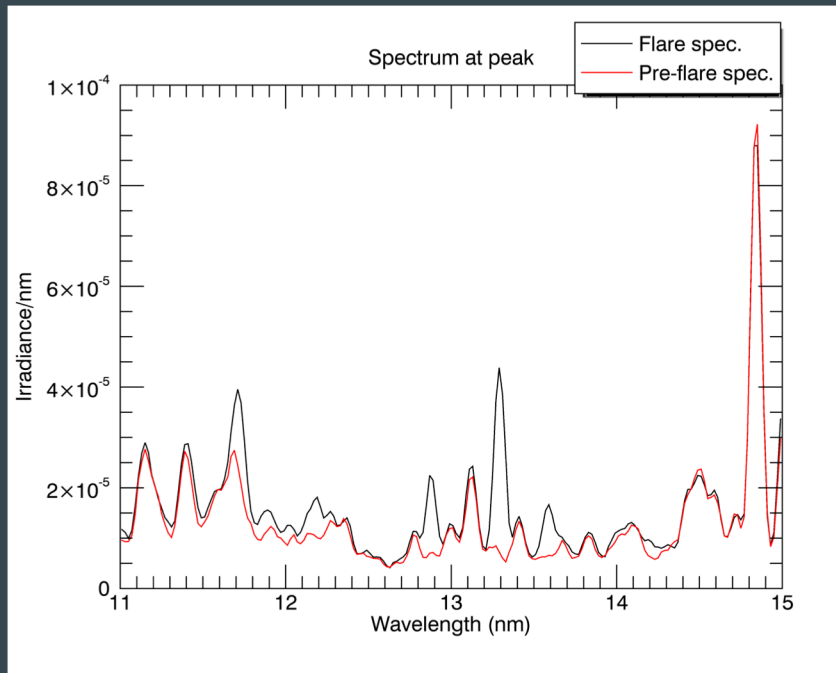 Flare spec.
Pre-flare spec.
Spectrum at peak
1×10⁻⁴
8×10⁻⁵
6×10⁻⁵
4×10⁻⁵
2×10⁻⁵
0
Irradiance/nm
11 12 13 14 15
Wavelength (nm)